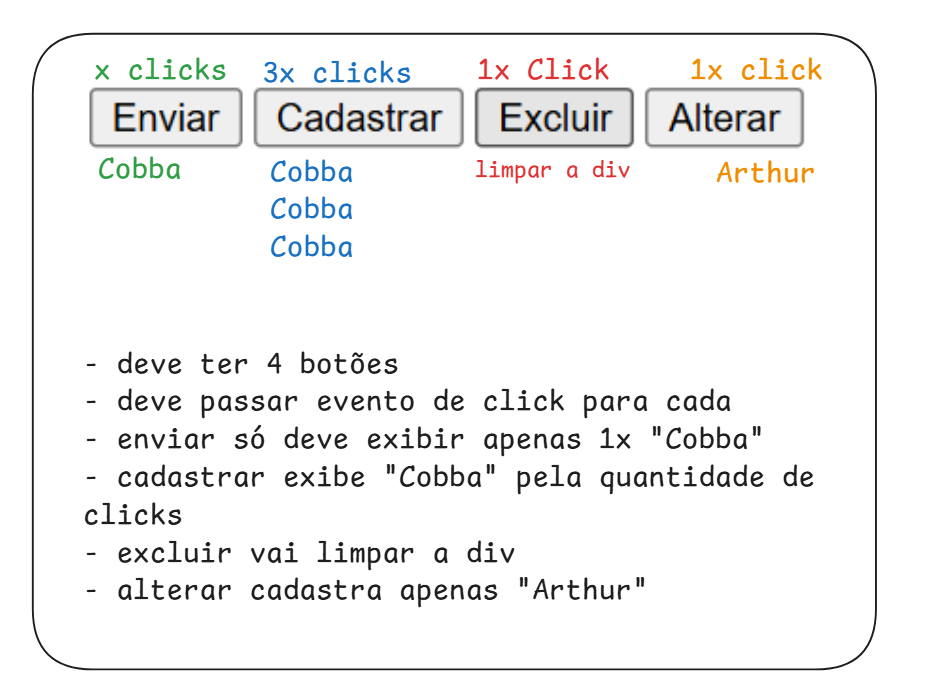 x clicks 3x clicks 1x Click 1x click
Enviar Cadastrar Excluir Alterar
Cobba Cobba limpar a div Arthur
Cobba
Cobba
- deve ter 4 botões
- deve passar evento de click para cada
- enviar só deve exibir apenas 1x "Cobba"
- cadastrar exibe "Cobba" pela quantidade de
clicks
- excluir vai limpar a div
- alterar cadastra apenas "Arthur"